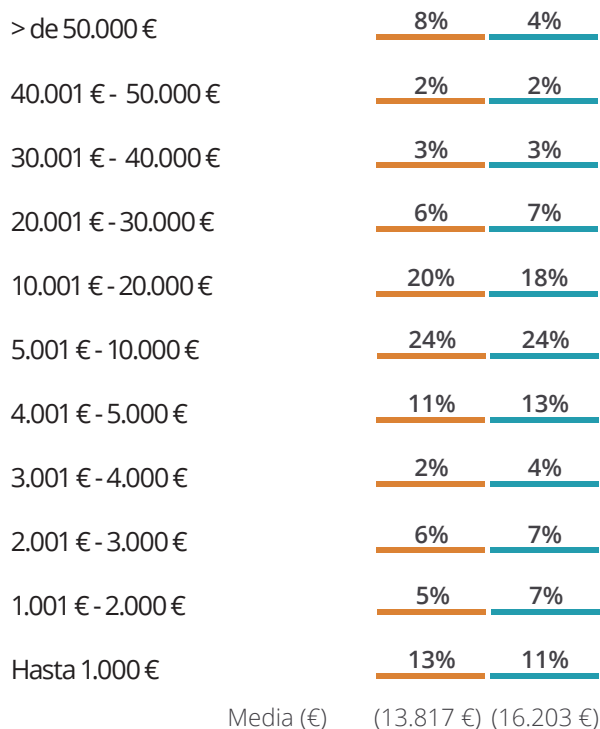 > de 50.000 € 8% 4%
40.001 € - 50.000 € 2% 2%
30.001 € - 40.000 € 3% 3%
20.001 € - 30.000 € 6% 7%
10.001 € - 20.000 € 20% 18%
5.001 € - 10.000 € 24% 24%
4.001 € - 5.000 € 11% 13%
3.001 € - 4.000 € 2% 4%
2.001 € - 3.000 € 6% 7%
1.001 € - 2.000 € 5% 7%
Hasta 1.000 € 13% 11%
Media (€) (13.817 €) (16.203 €)